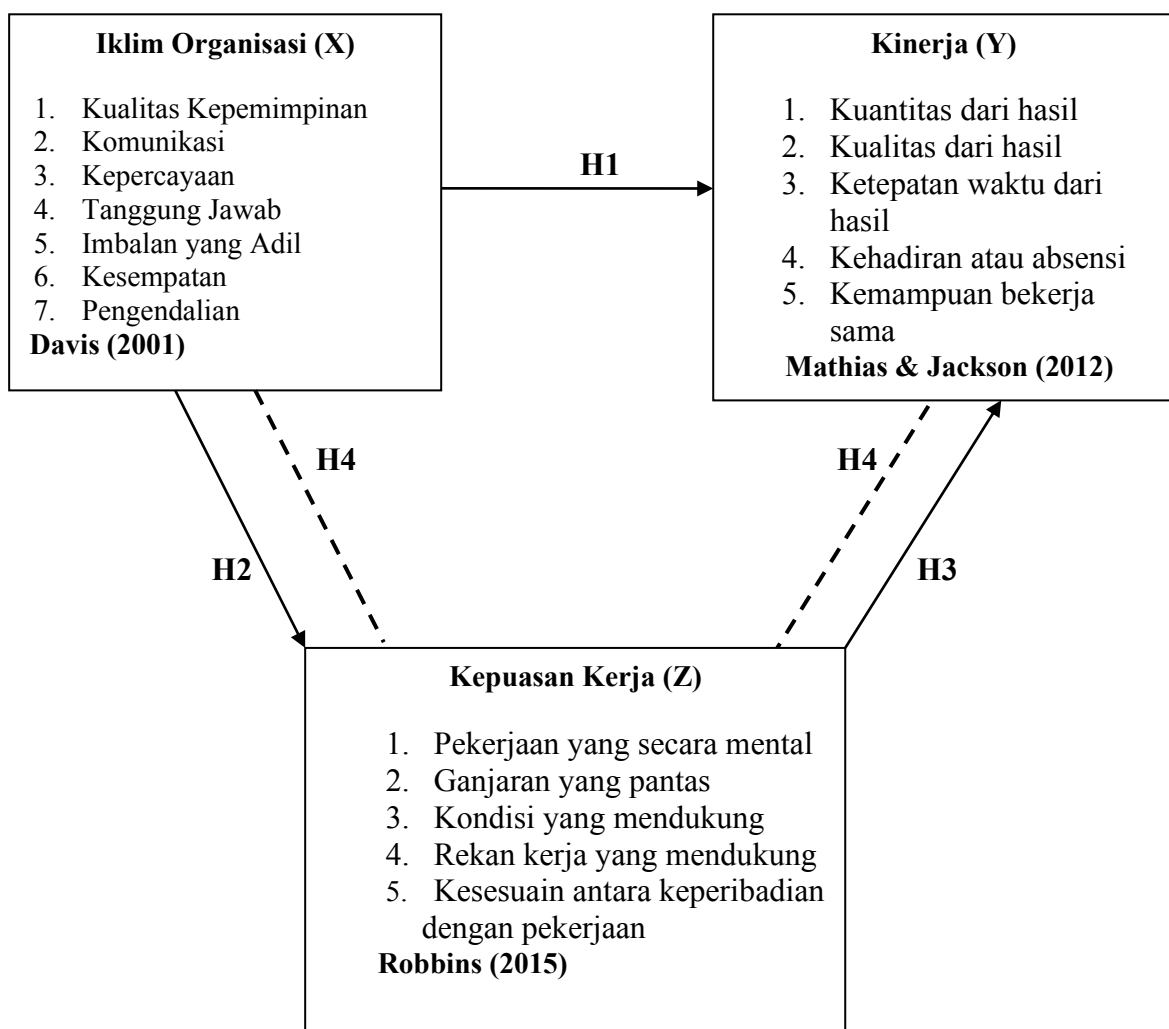 Iklim Organisasi (X)
1. Kualitas Kepemimpinan
2. Komunikasi
3. Kepercayaan
4. Tanggung Jawab
5. Imbalan yang Adil
6. Kesempatan
7. Pengendalian
Davis (2001)
H1
Kinerja (Y)
1. Kuantitas dari hasil
2. Kualitas dari hasil
3. Ketepatan waktu dari
hasil
4. Kehadiran atau absensi
5. Kemampuan bekerja
sama
Mathias & Jackson (2012)
H4
H4
H2
H3
Kepuasan Kerja (Z)
1. Pekerjaan yang secara mental
2. Ganjaran yang pantas
3. Kondisi yang mendukung
4. Rekan kerja yang mendukung
5. Kesesuain antara keperibadian
dengan pekerjaan
Robbins (2015)